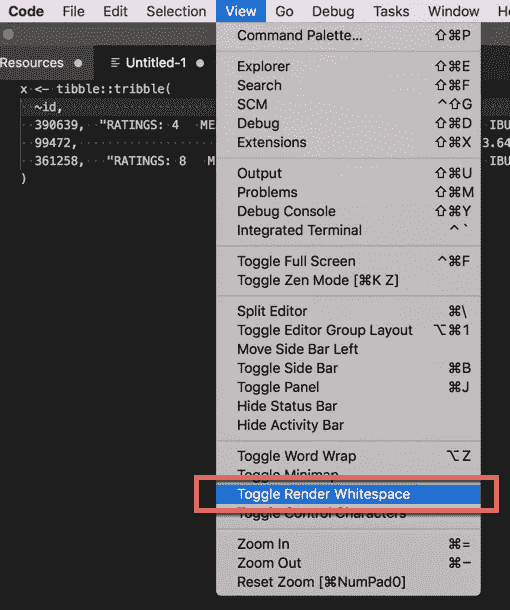 Code File Edit Selection View Go Debug Tasks Window He
Resources Untitled-1
x <- tibble::tribble(
~id,
390639, "RATINGS: 4 ME IBU
99472, 3.64
361258, "RATINGS: 8 M IBU
)
Command Palette... ⇧⌘P
Explorer ⇧⌘E
Search ⇧⌘F
SCM ^⇧G
Debug ⇧⌘D
Extensions ⇧⌘X
Output ⇧⌘U
Problems ⇧⌘M
Debug Console ⇧⌘Y
Integrated Terminal ^`
Toggle Full Screen ^⌘F
Toggle Zen Mode [⌘K Z]
Split Editor ⌘\
Toggle Editor Group Layout ⌥⌘1
Move Side Bar Left
Toggle Side Bar ⌘B
Toggle Panel ⌘J
Hide Status Bar
Hide Activity Bar
Toggle Word Wrap ⌥Z
Toggle Minimap
Toggle Render Whitespace
Toggle Control Characters
Zoom In ⌘=
Zoom Out ⌘−
Reset Zoom [⌘NumPad0]